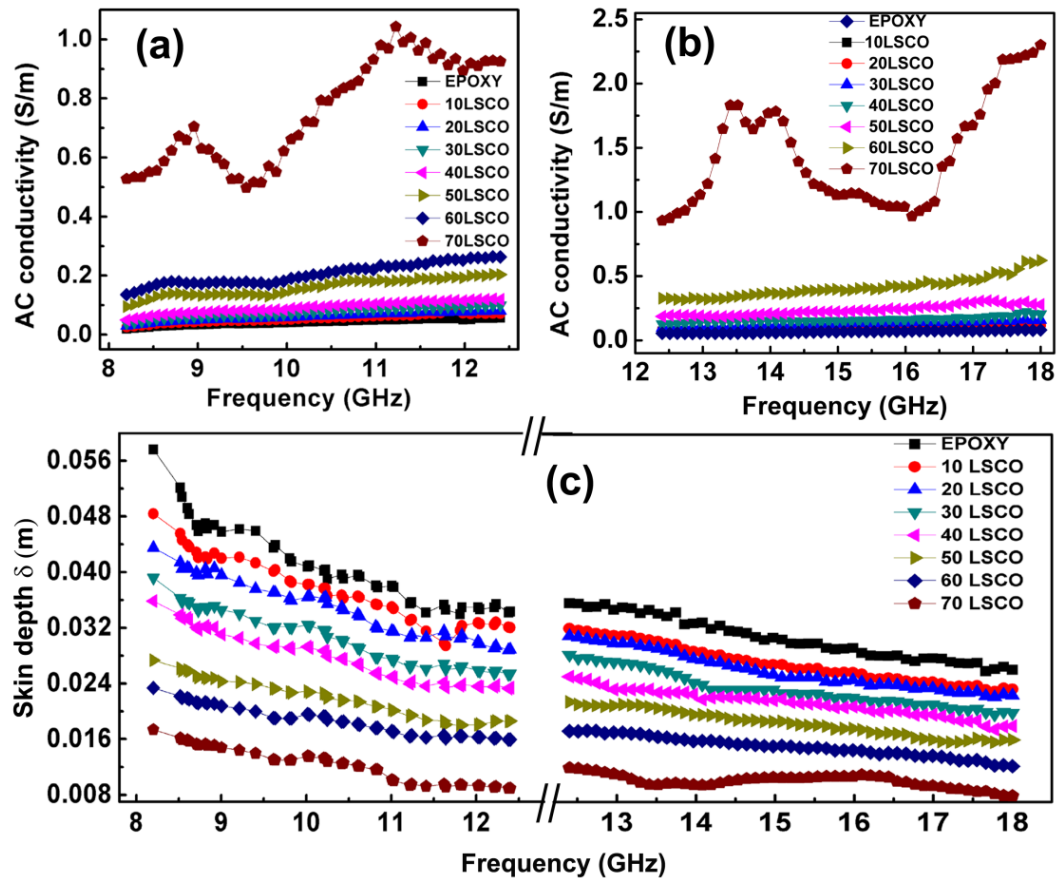 (a)
AC conductivity (S/m)
1.0
0.8
0.6
0.4
0.2
0.0
EPOXY
10LSCO
20LSCO
30LSCO
40LSCO
50LSCO
60LSCO
70LSCO
8 9 10 11 12
Frequency (GHz)
(b)
AC conductivity (S/m)
2.5
2.0
1.5
1.0
0.5
0.0
EPOXY
10LSCO
20LSCO
30LSCO
40LSCO
50LSCO
60LSCO
70LSCO
12 13 14 15 16 17 18
Frequency (GHz)
(c)
Skin depth δ (m)
0.056
0.048
0.040
0.032
0.024
0.016
0.008
EPOXY
10 LSCO
20 LSCO
30 LSCO
40 LSCO
50 LSCO
60 LSCO
70 LSCO
8 9 10 11 12 13 14 15 16 17 18
Frequency (GHz)